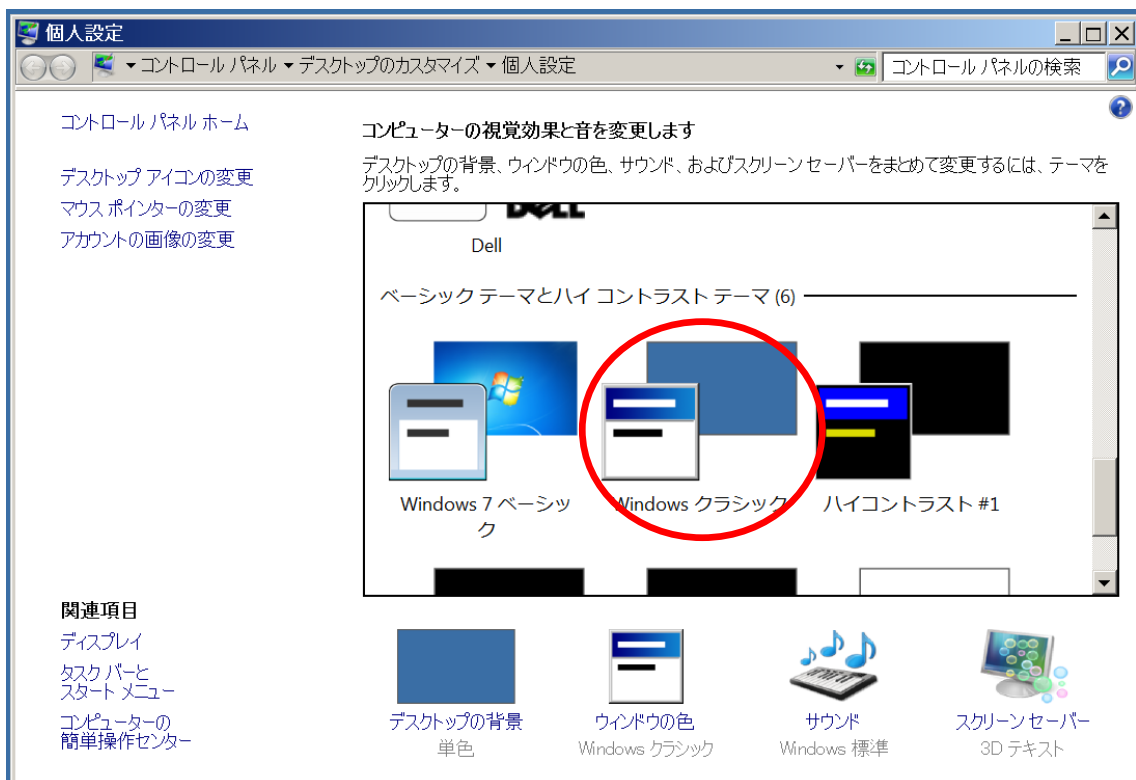 個人設定
コントロール パネル デスクトップのカスタマイズ 個人設定
コントロール パネルの検索
コントロール パネル ホーム
デスクトップ アイコンの変更
マウス ポインターの変更
アカウントの画像の変更
コンピューターの視覚効果と音を変更します
デスクトップの背景、ウィンドウの色、サウンド、およびスクリーン セーバーをまとめて変更するには、テーマを
クリックします。
DELL
Dell
ベーシック テーマとハイ コントラスト テーマ (6)
Windows 7 ベーシッ
ク
Windows クラシック
ハイコントラスト #1
関連項目
ディスプレイ
タスク バーと
スタート メニュー
コンピューターの
簡単操作センター
デスクトップの背景
単色
ウィンドウの色
Windows クラシック
サウンド
Windows 標準
スクリーン セーバー
3D テキスト